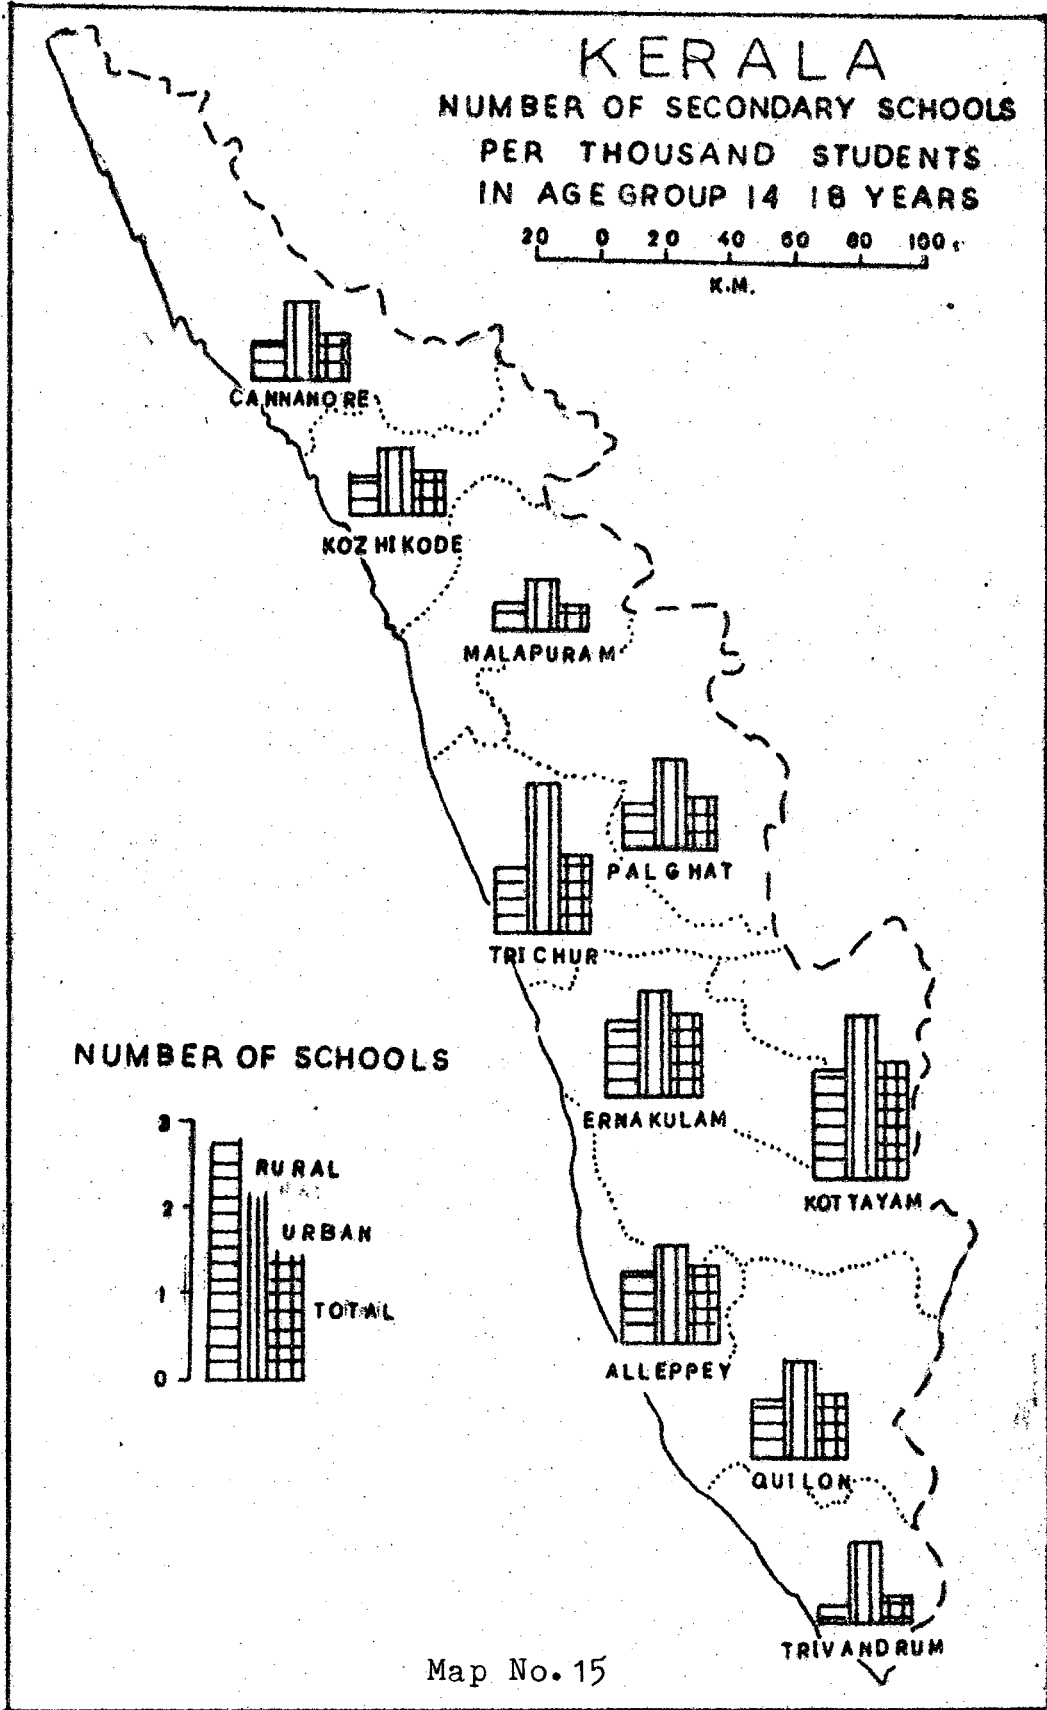 KERALA
NUMBER OF SECONDARY SCHOOLS
PER THOUSAND STUDENTS
IN AGE GROUP 14 18 YEARS
20 0 20 40 60 80 100
K.M.
CANNANORE
KOZHIKODE
MALAPURAM
PALGHAT
TRICHUR
ERNAKULAM
KOTTAYAM
NUMBER OF SCHOOLS
3
RURAL
2
URBAN
1
TOTAL
0
ALLEPPEY
QUILON
TRIVANDRUM
Map No. 15